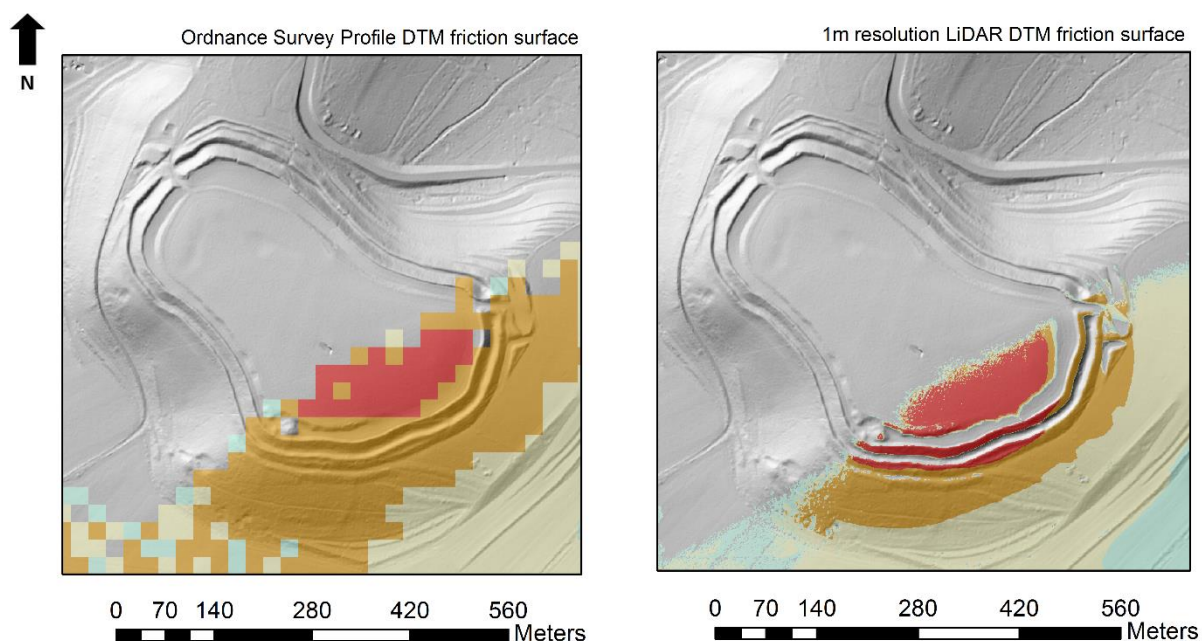 Ordnance Survey Profile DTM friction surface
1m resolution LiDAR DTM friction surface
N
0 70 140 280 420 560
Meters
0 70 140 280 420 560
Meters